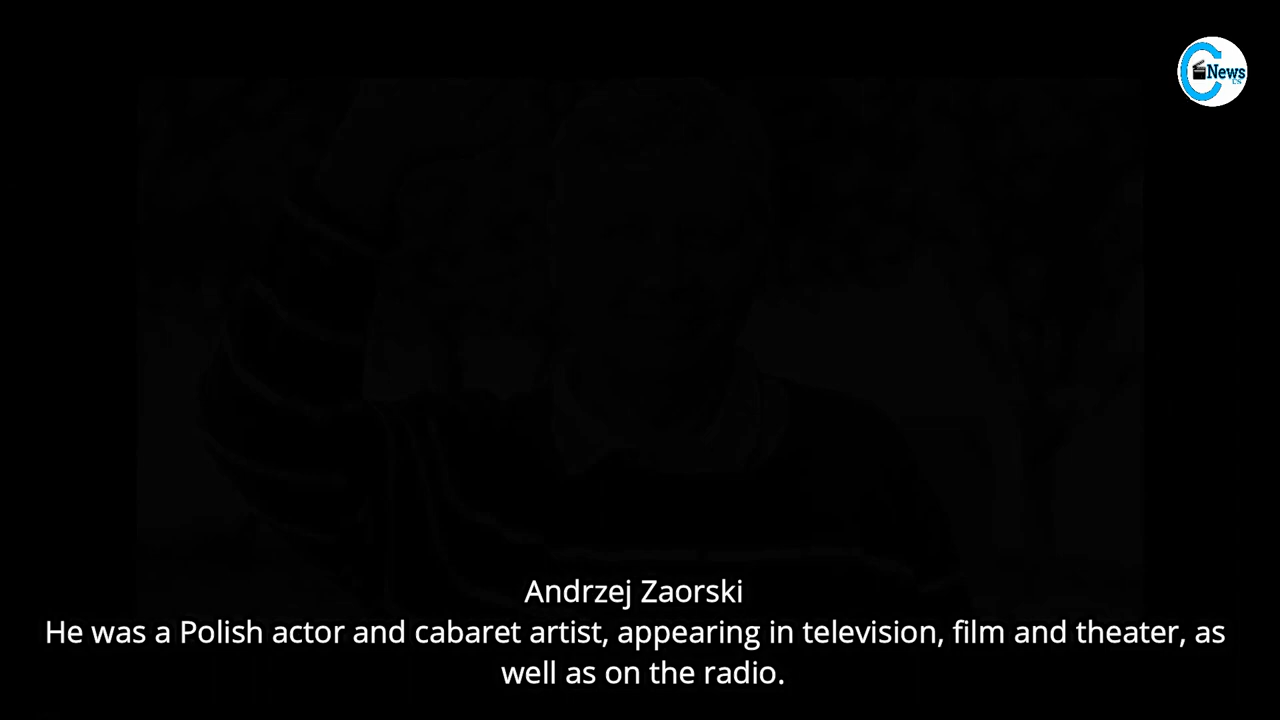 News
Andrzej Zaorski
He was a Polish actor and cabaret artist, appearing in television, film and theater, as
well as on the radio.